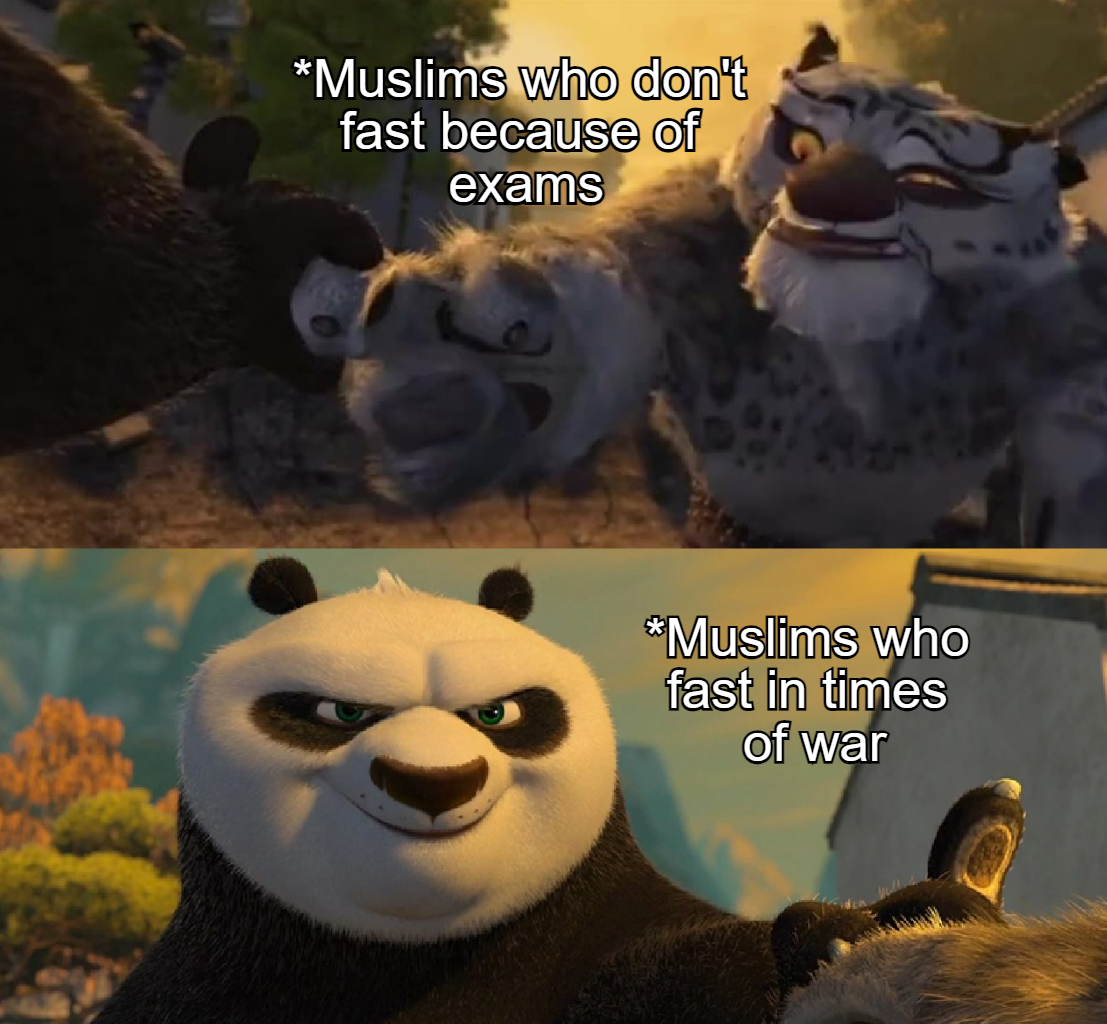 *Muslims who don't
fast because of
exams
*Muslims who
fast in times
of war